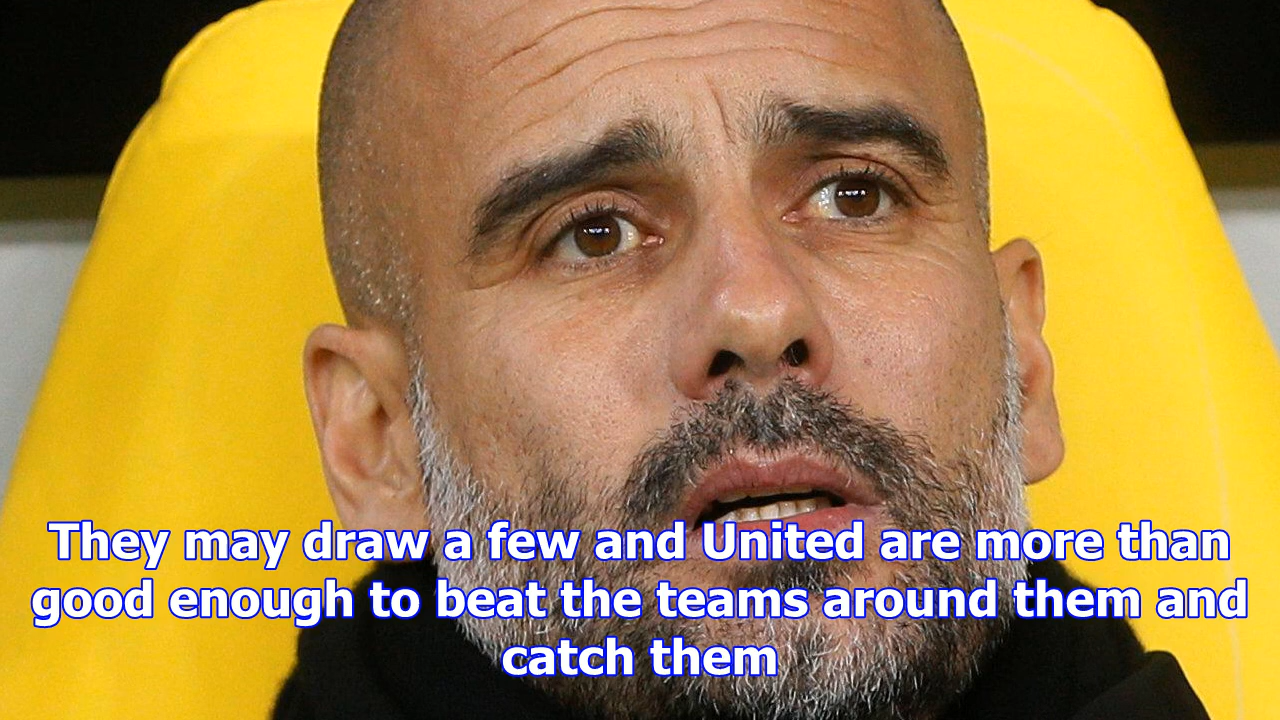 They may draw a few and United are more than
good enough to beat the teams around them and
catch them